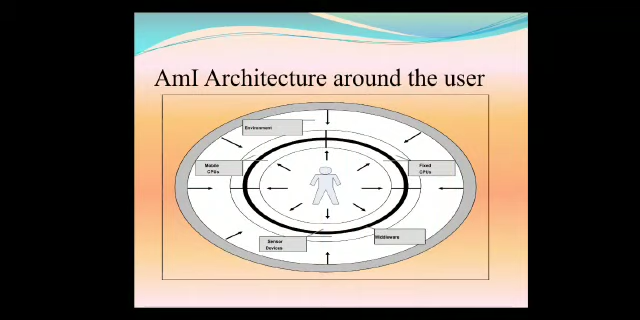 AmI Architecture around the user
Environment
Mobile
CPUs
Fixed
CPUs
Sensor
Devices
Middleware